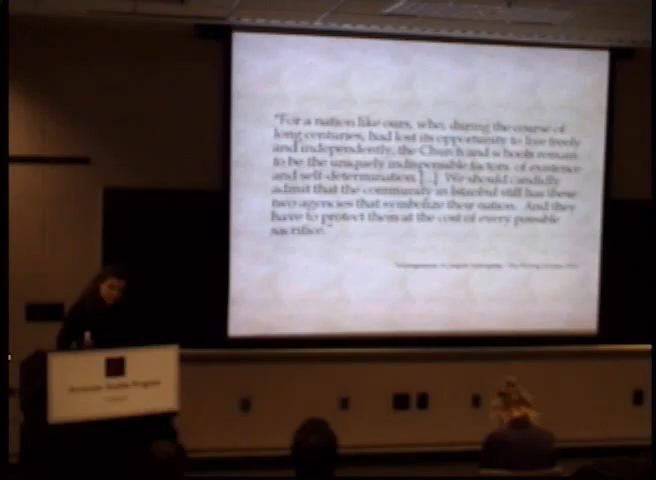 "For a nation like ours, who, during the course of
long centuries, had lost its opportunity to live freely
and independently, the Church and schools remain
to be the uniquely indispensable factors of existence
and self-determination [...] We should candidly
admit that the community in Istanbul still has these
two agencies that symbolize their nation. And they
have to protect them at the cost of every possible
sacrifice."
Armenian Studies Program